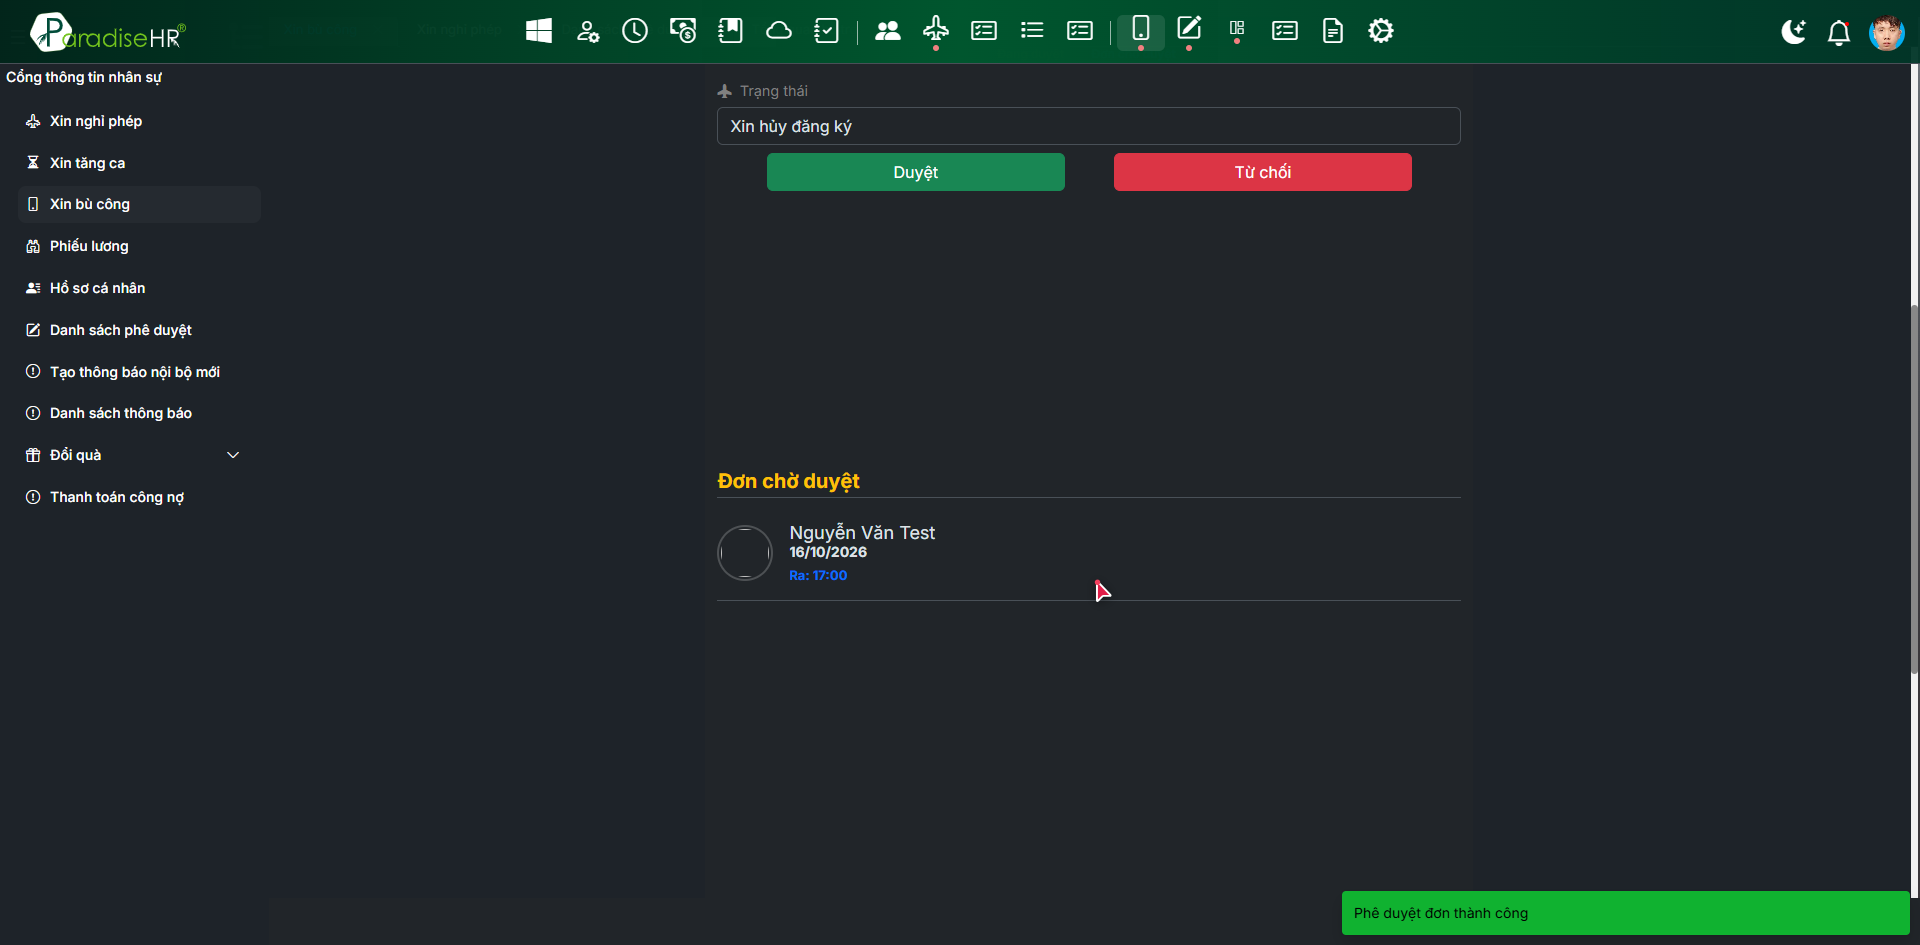 ParadiseHR®
Cổng thông tin nhân sự
Xin nghỉ phép
Xin tăng ca
Xin bù công
Phiếu lương
Hồ sơ cá nhân
Danh sách phê duyệt
Tạo thông báo nội bộ mới
Danh sách thông báo
Đổi quà
Thanh toán công nợ
Trạng thái
Xin hủy đăng ký
Duyệt
Từ chối
Đơn chờ duyệt
Nguyễn Văn Test
16/10/2026
Ra: 17:00
Phê duyệt đơn thành công